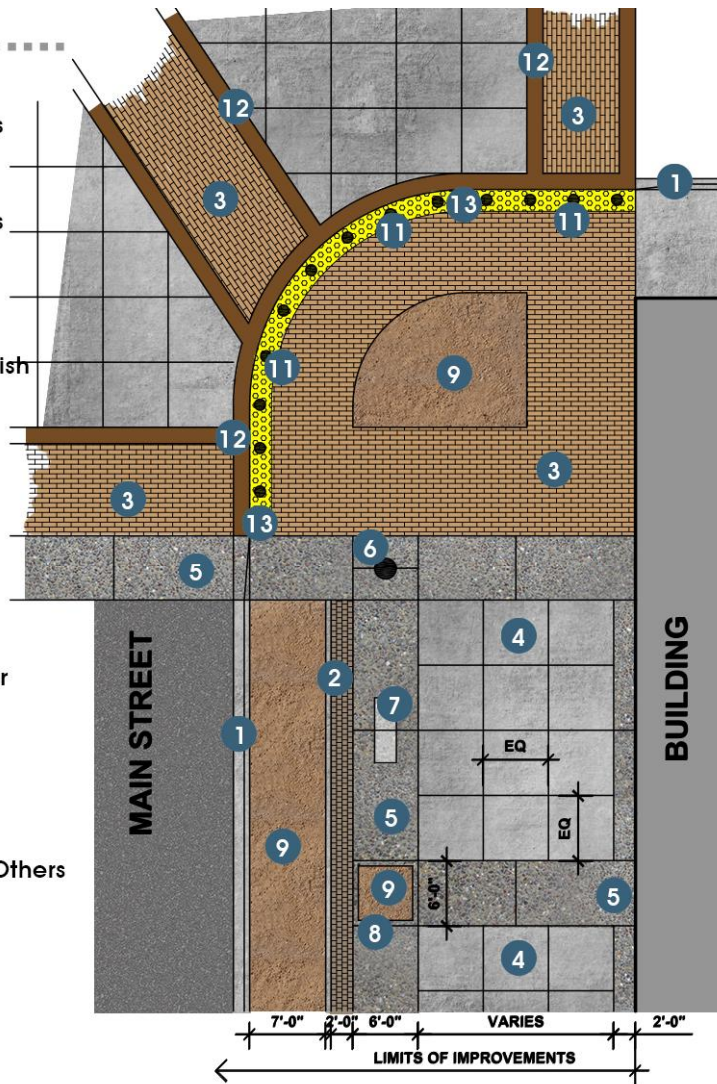 12
12
3
s
1
3
13
11
s
11
ish
11
9
12
3
3
13
6
5
4
r
2
BUILDING
7
MAIN STREET
1
EQ
5
EQ
9
Others
9
6'-0"
5
8
4
7'-0"
2'-0"
6'-0"
VARIES
2'-0"
LIMITS OF IMPROVEMENTS